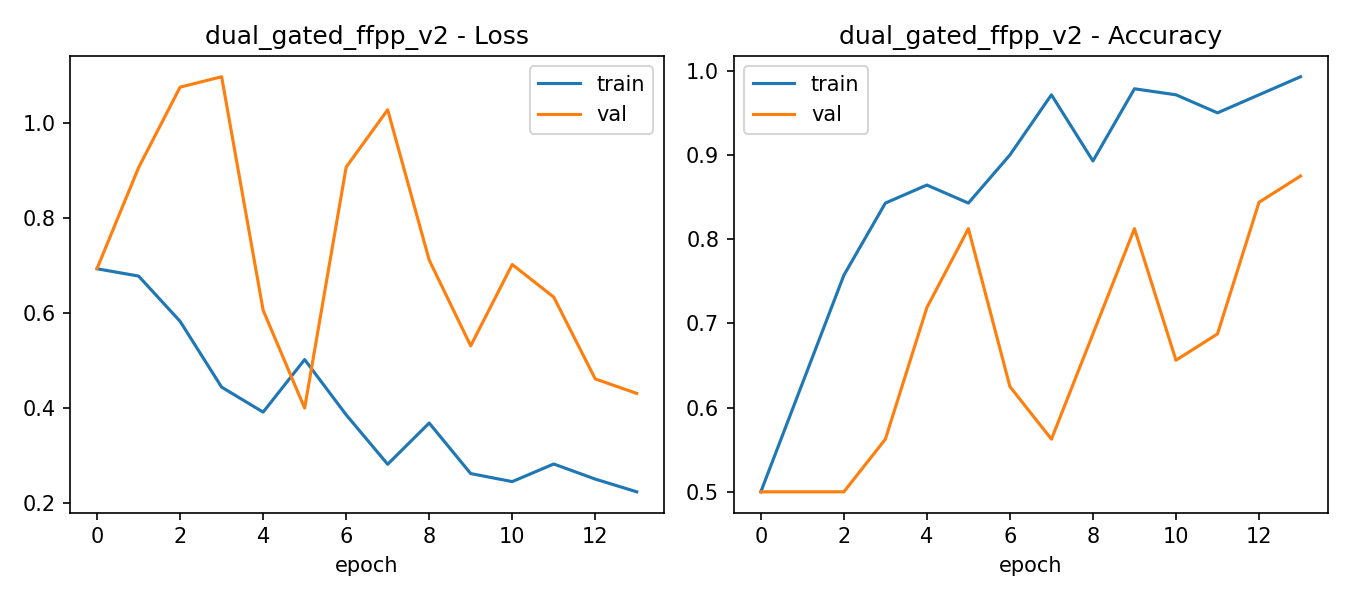 dual_gated_ffpp_v2 - Loss
train
val
1.0
0.8
0.6
0.4
0.2
0 2 4 6 8 10 12
epoch
dual_gated_ffpp_v2 - Accuracy
train
val
1.0
0.9
0.8
0.7
0.6
0.5
0 2 4 6 8 10 12
epoch